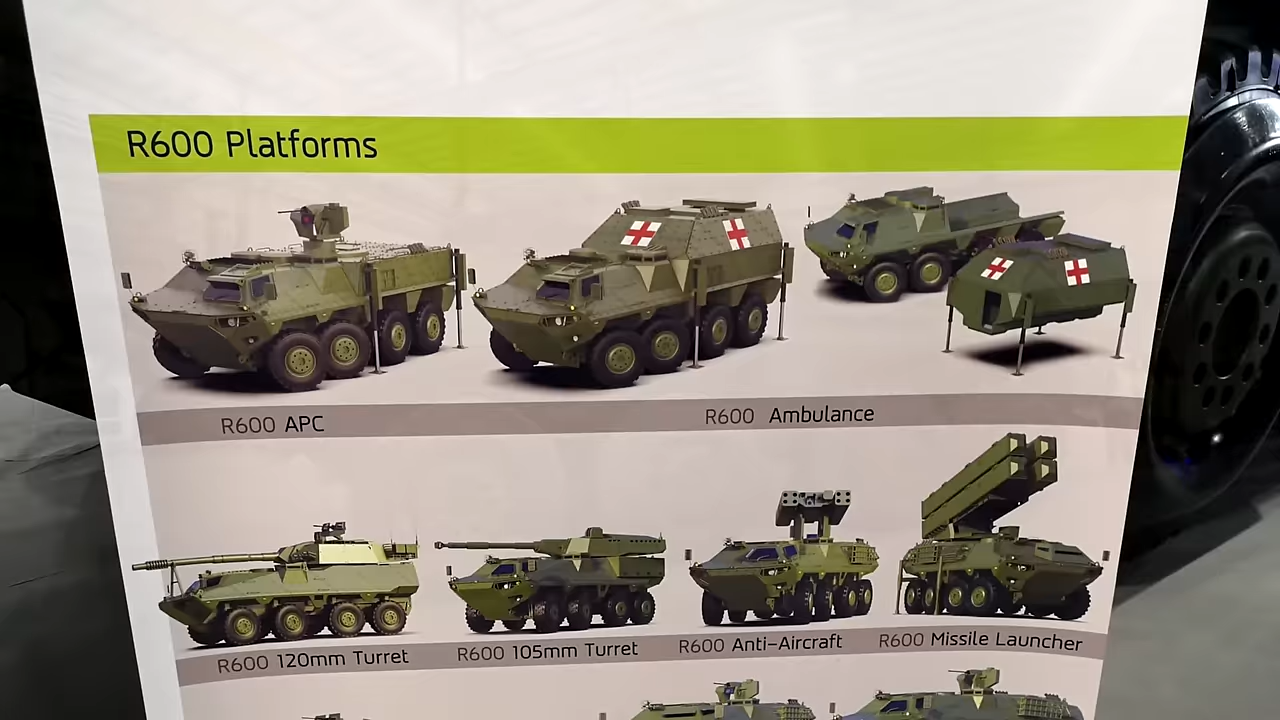 R600 Platforms
R600 APC
R600 Ambulance
R600 120mm Turret
R600 105mm Turret
R600 Anti-Aircraft
R600 Missile Launcher